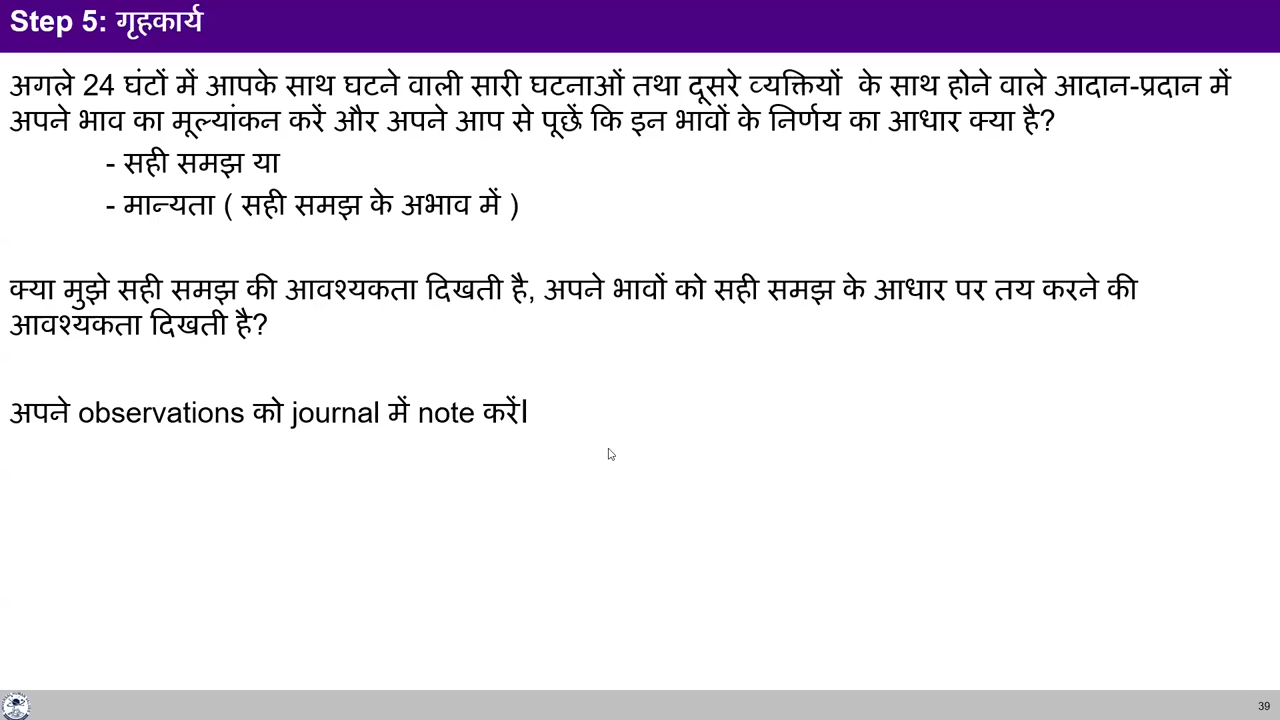 Step 5: गृहकार्य
अगले 24 घंटों में आपके साथ घटने वाली सारी घटनाओं तथा दूसरे व्यक्तियों के साथ होने वाले आदान-प्रदान में
अपने भाव का मूल्यांकन करें और अपने आप से पूछें कि इन भावों के निर्णय का आधार क्या है?
- सही समझ या
- मान्यता ( सही समझ के अभाव में )
क्या मुझे सही समझ की आवश्यकता दिखती है, अपने भावों को सही समझ के आधार पर तय करने की
आवश्यकता दिखती है?
अपने observations को journal में note करें।
39